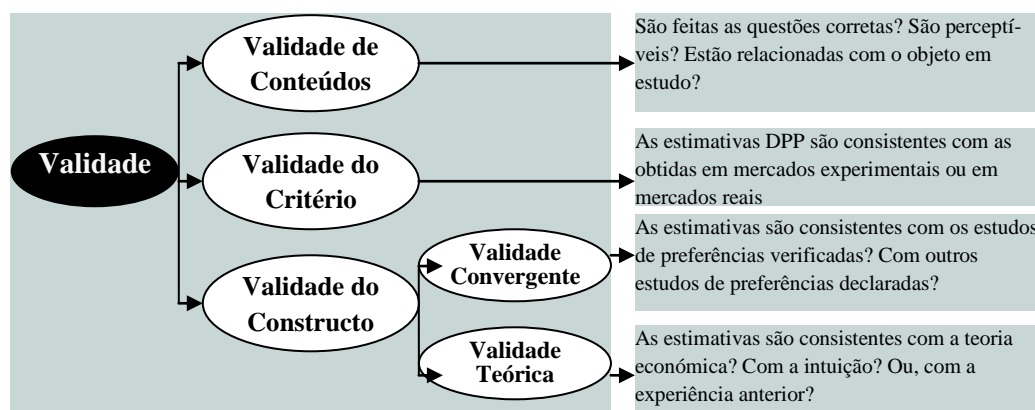 Validade
Validade de
Conteúdos
São feitas as questões corretas? São perceptí-
veis? Estão relacionadas com o objeto em
estudo?
Validade do
Critério
As estimativas DPP são consistentes com as
obtidas em mercados experimentais ou em
mercados reais
Validade do
Constructo
Validade
Convergente
As estimativas são consistentes com os estudos
de preferências verificadas? Com outros
estudos de preferências declaradas?
Validade
Teórica
As estimativas são consistentes com a teoria
económica? Com a intuição? Ou, com a
experiência anterior?